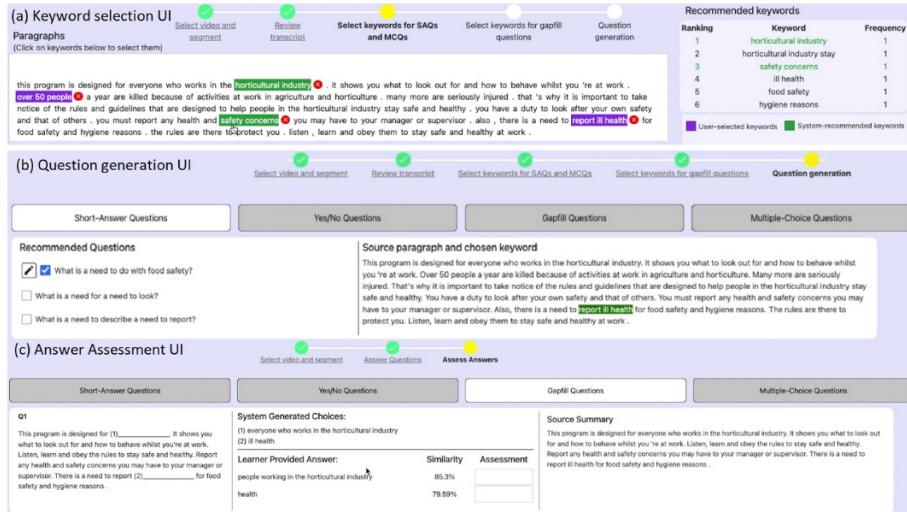 (a) Keyword selection UI
Select video and segment
Review transcript
Select keywords for SAQs and MCQs
Select keywords for gapfill questions
Question generation
Paragraphs
(Click on keywords below to select them)
this program is designed for everyone who works in the horticultural industry . it shows you what to look out for and how to behave whilst you 're at work .
over 50 people a year are killed because of activities at work in agriculture and horticulture . many more are seriously injured . that 's why it is important to take
notice of the rules and guidelines that are designed to help people in the horticultural industry stay safe and healthy . you have a duty to look after your own safety
and that of others . you must report any health and safety concerns you may have to your manager or supervisor . also , there is a need to report ill health for
food safety and hygiene reasons . the rules are there to protect you . listen , learn and obey them to stay safe and healthy at work .
Recommended keywords
Ranking Keyword Frequency
1 horticultural industry 1
2 horticultural industry stay 1
3 safety concerns 1
4 ill health 1
5 food safety 1
6 hygiene reasons 1
User-selected keywords System-recommended keywords
(b) Question generation UI
Select video and segment
Review transcript
Select keywords for SAQs and MCQs
Select keywords for gapfill questions
Question generation
Short-Answer Questions
Yes/No Questions
Gapfill Questions
Multiple-Choice Questions
Recommended Questions
What is a need to do with food safety?
What is a need for a need to look?
What is a need to describe a need to report?
Source paragraph and chosen keyword
This program is designed for everyone who works in the horticultural industry. It shows you what to look out for and how to behave whilst
you 're at work. Over 50 people a year are killed because of activities at work in agriculture and horticulture. Many more are seriously
injured. That's why it is important to take notice of the rules and guidelines that are designed to help people in the horticultural industry stay
safe and healthy. You have a duty to look after your own safety and that of others. You must report any health and safety concerns you may
have to your manager or supervisor. Also, there is a need to report ill health for food safety and hygiene reasons. The rules are there to
protect you. Listen, learn and obey them to stay safe and healthy at work .
(c) Answer Assessment UI
Select video and segment
Answer Questions
Assess Answers
Short-Answer Questions
Yes/No Questions
Gapfill Questions
Multiple-Choice Questions
Q1
This program is designed for (1)____________. It shows you
what to look out for and how to behave whilst you're at work.
Listen, learn and obey the rules to stay safe and healthy. Report
any health and safety concerns you may have to your manager or
supervisor. There is a need to report (2)____________ for food
safety and hygiene reasons .
System Generated Choices:
(1) everyone who works in the horticultural industry
(2) ill health
Learner Provided Answer: Similarity Assessment
people working in the horticultural industry 85.3%
health 79.59%
Source Summary
This program is designed for everyone who works in the horticultural industry. It shows you what to look out
for and how to behave whilst you 're at work. Listen, learn and obey the rules to stay safe and healthy.
Report any health and safety concerns you may have to your manager or supervisor. There is a need to
report ill health for food safety and hygiene reasons .